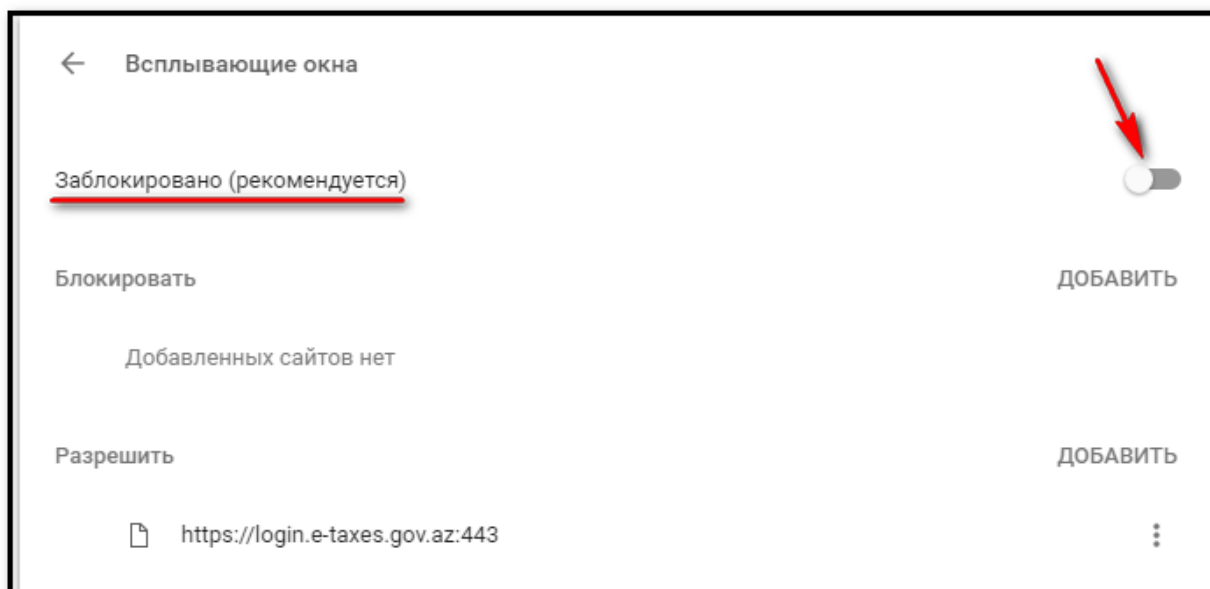 Всплывающие окна
Заблокировано (рекомендуется)
Блокировать ДОБАВИТЬ
Добавленных сайтов нет
Разрешить ДОБАВИТЬ
https://login.e-taxes.gov.az:443